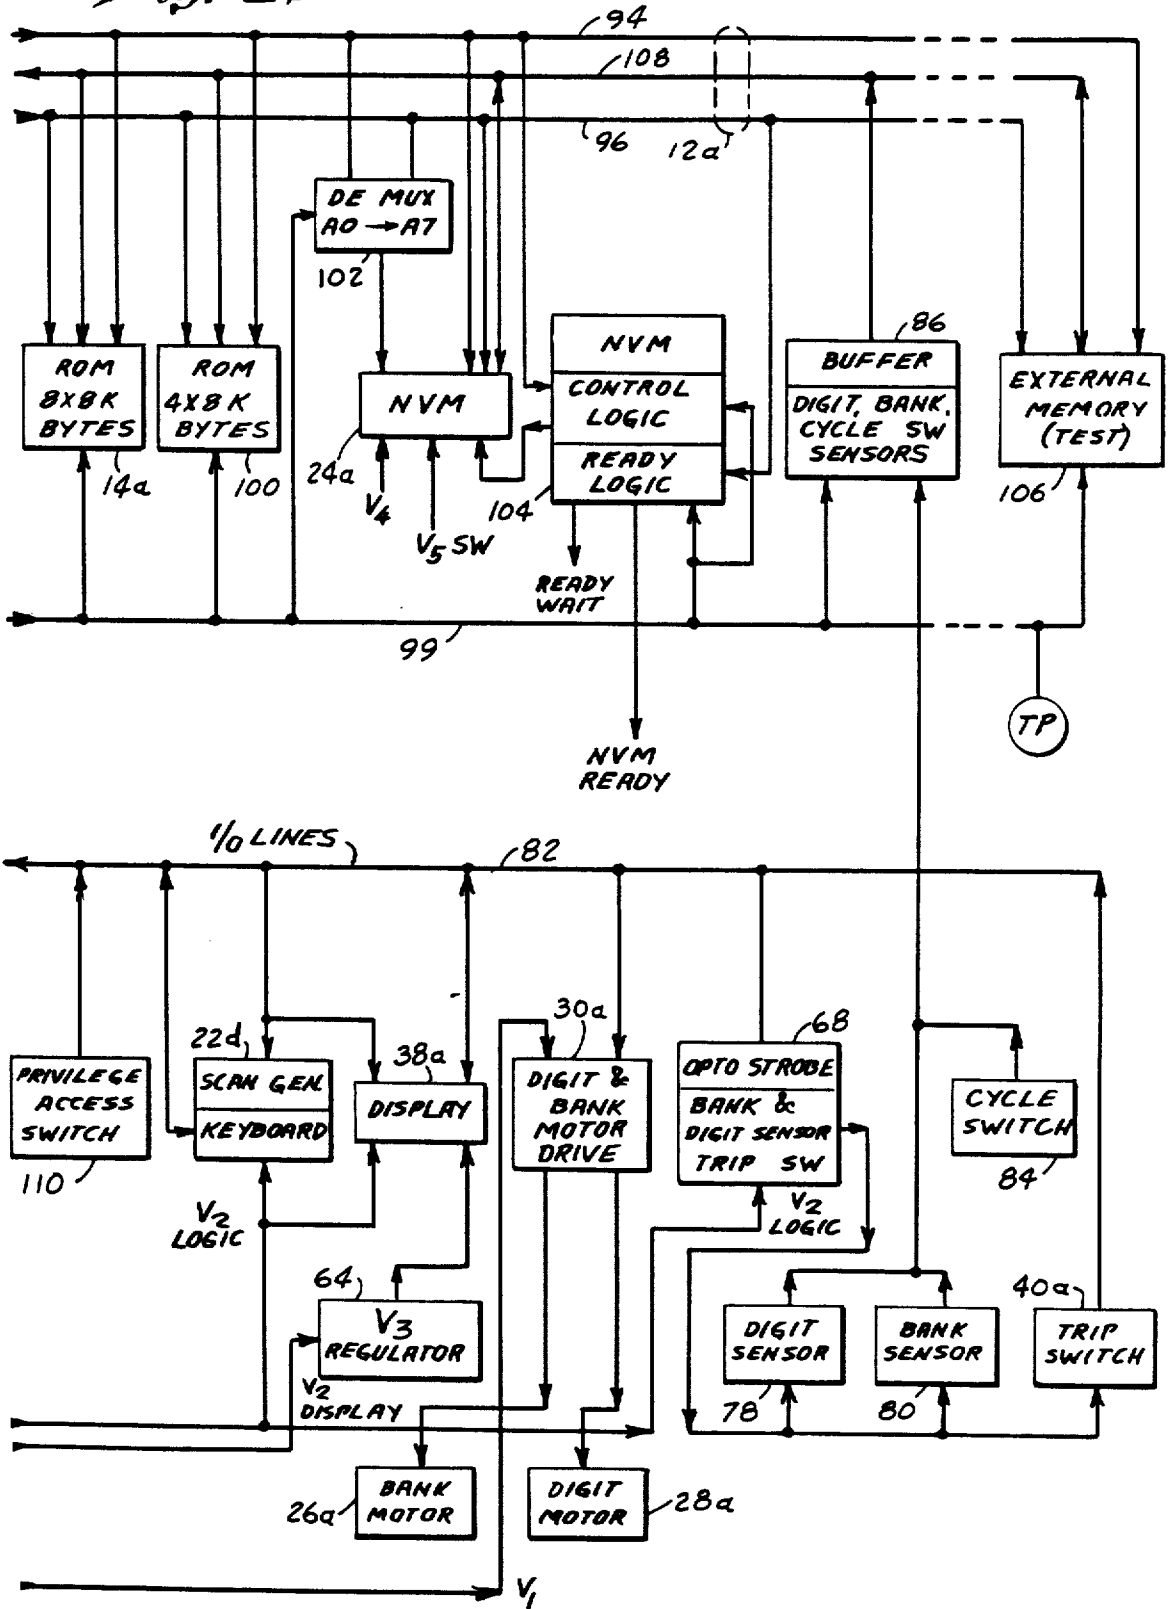 94
108
96
12a
DE MUX
A0 → A7
102
ROM
8X8K
BYTES
14a
ROM
4X8K
BYTES
100
NVM
24a
V4
V5 SW
NVM
CONTROL
LOGIC
READY
LOGIC
104
READY
WAIT
NVM
READY
86
BUFFER
DIGIT, BANK,
CYCLE SW
SENSORS
EXTERNAL
MEMORY
(TEST)
106
99
TP
I/O LINES
82
PRIVILEGE
ACCESS
SWITCH
110
22d
SCAN GEN.
KEYBOARD
38a
DISPLAY
30a
DIGIT &
BANK
MOTOR
DRIVE
68
OPTO STROBE
BANK &
DIGIT SENSOR
TRIP SW
CYCLE
SWITCH
84
V2
LOGIC
V2
LOGIC
64
V3
REGULATOR
V2
DISPLAY
DIGIT
SENSOR
78
BANK
SENSOR
80
40a
TRIP
SWITCH
BANK
MOTOR
26a
DIGIT
MOTOR
28a
V1